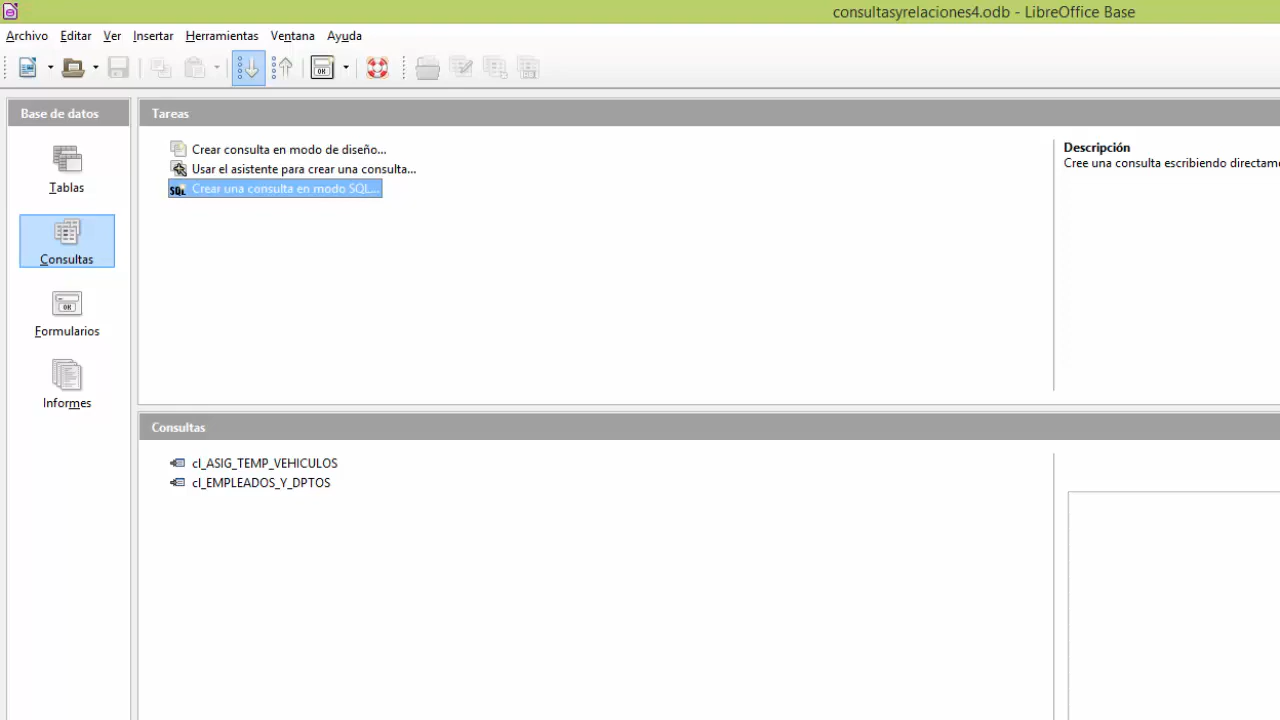 consultasyrelaciones4.odb - LibreOffice Base
Archivo Editar Ver Insertar Herramientas Ventana Ayuda
Base de datos
Tablas
Consultas
Formularios
Informes
Tareas
Crear consulta en modo de diseño...
Usar el asistente para crear una consulta...
Crear una consulta en modo SQL...
Descripción
Cree una consulta escribiendo directame
Consultas
cl_ASIG_TEMP_VEHICULOS
cl_EMPLEADOS_Y_DPTOS